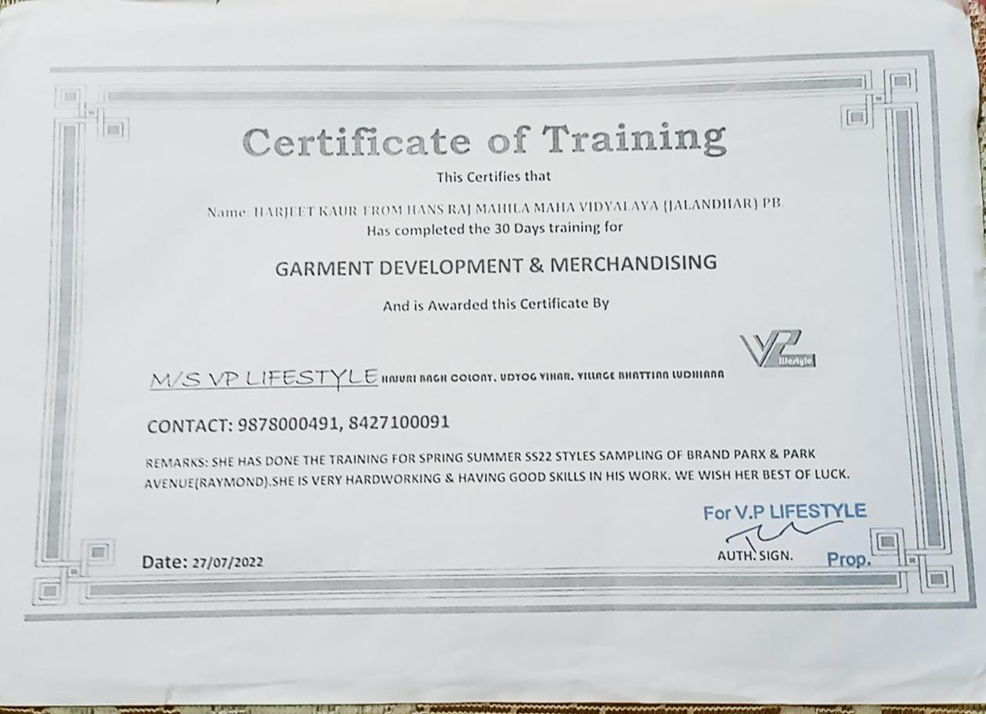 Certificate of Training
This Certifies that
Name: HARJEET KAUR FROM HANS RAJ MAHILA MAHA VIDYALAYA (JALANDHAR) PB.
Has completed the 30 Days training for
GARMENT DEVELOPMENT & MERCHANDISING
And is Awarded this Certificate By
VP lifestyle
M/S VP LIFESTYLE HAJURI BAGH COLONY, UDYOG VIHAR, VILLAGE BHATTIAN LUDHIANA
CONTACT: 9878000491, 8427100091
REMARKS: SHE HAS DONE THE TRAINING FOR SPRING SUMMER SS22 STYLES SAMPLING OF BRAND PARX & PARK
AVENUE(RAYMOND).SHE IS VERY HARDWORKING & HAVING GOOD SKILLS IN HIS WORK. WE WISH HER BEST OF LUCK.
For V.P LIFESTYLE
AUTH. SIGN. Prop.
Date: 27/07/2022